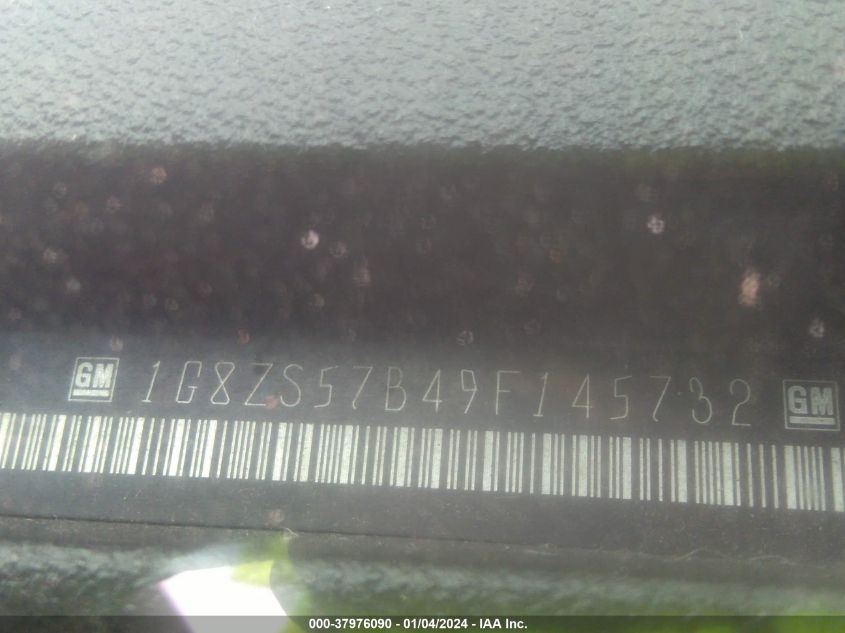 GM 1G8ZS57B49F145732 GM
000-37976090 - 01/04/2024 - IAA Inc.